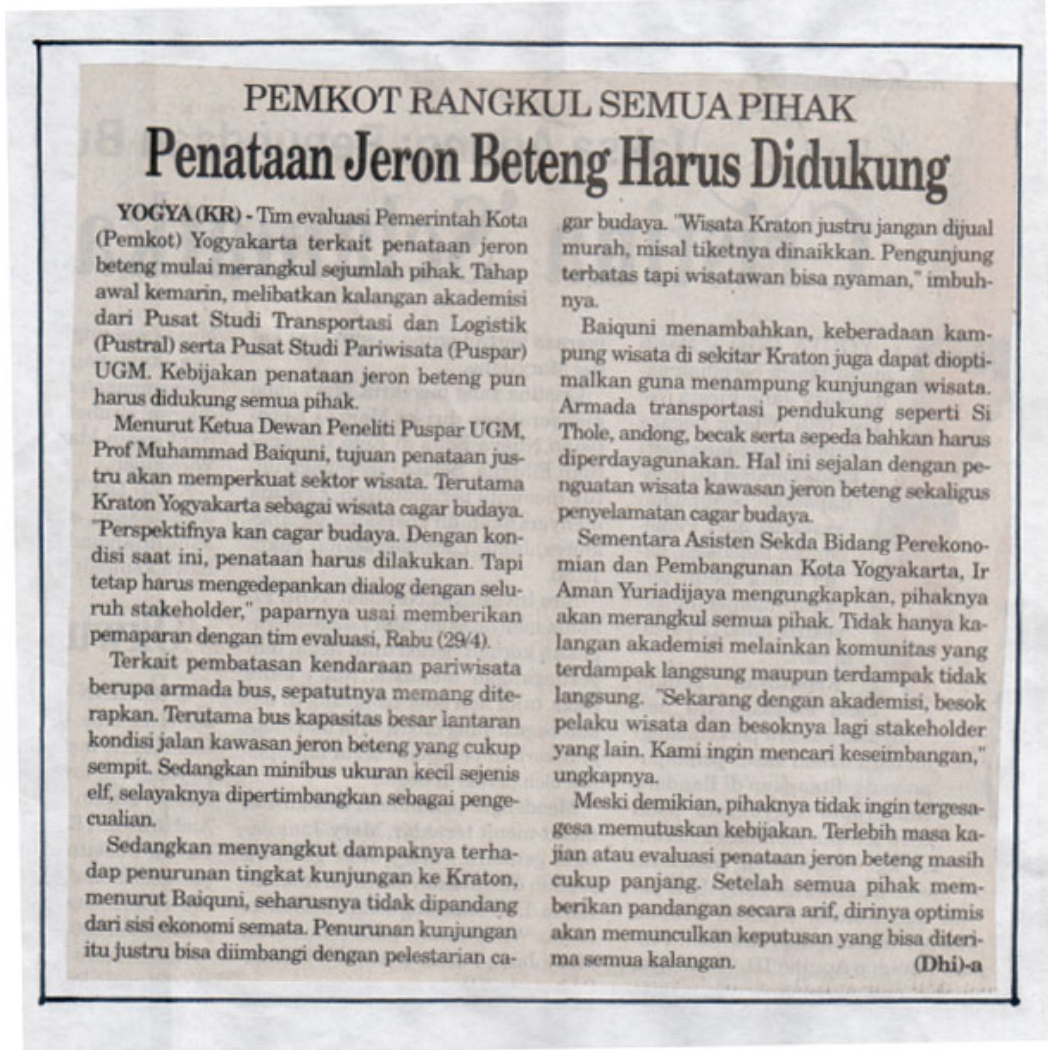 PEMKOT RANGKUL SEMUA PIHAK
Penataan Jeron Beteng Harus Didukung
YOGYA (KR) - Tim evaluasi Pemerintah Kota
(Pemkot) Yogyakarta terkait penataan jeron
beteng mulai merangkul sejumlah pihak. Tahap
awal kemarin, melibatkan kalangan akademisi
dari Pusat Studi Transportasi dan Logistik
(Pustral) serta Pusat Studi Pariwisata (Puspar)
UGM. Kebijakan penataan jeron beteng pun
harus didukung semua pihak.
Menurut Ketua Dewan Peneliti Puspar UGM,
Prof Muhammad Baiquni, tujuan penataan jus-
tru akan memperkuat sektor wisata. Terutama
Kraton Yogyakarta sebagai wisata cagar budaya.
"Perspektifnya kan cagar budaya. Dengan kon-
disi saat ini, penataan harus dilakukan. Tapi
tetap harus mengedepankan dialog dengan selu-
ruh stakeholder," paparnya usai memberikan
pemaparan dengan tim evaluasi, Rabu (29/4).
Terkait pembatasan kendaraan pariwisata
berupa armada bus, sepatutnya memang dite-
rapkan. Terutama bus kapasitas besar lantaran
kondisi jalan kawasan jeron beteng yang cukup
sempit. Sedangkan minibus ukuran kecil sejenis
elf, selayaknya dipertimbangkan sebagai penge-
cualian.
Sedangkan menyangkut dampaknya terha-
dap penurunan tingkat kunjungan ke Kraton,
menurut Baiquni, seharusnya tidak dipandang
dari sisi ekonomi semata. Penurunan kunjungan
itu justru bisa diimbangi dengan pelestarian ca-
gar budaya. "Wisata Kraton justru jangan dijual
murah, misal tiketnya dinaikkan. Pengunjung
terbatas tapi wisatawan bisa nyaman," imbuh-
nya.
Baiquni menambahkan, keberadaan kam-
pung wisata di sekitar Kraton juga dapat diopti-
malkan guna menampung kunjungan wisata.
Armada transportasi pendukung seperti Si
Thole, andong, becak serta sepeda bahkan harus
diperdayagunakan. Hal ini sejalan dengan pe-
nguatan wisata kawasan jeron beteng sekaligus
penyelamatan cagar budaya.
Sementara Asisten Sekda Bidang Perekono-
mian dan Pembangunan Kota Yogyakarta, Ir
Aman Yuriadijaya mengungkapkan, pihaknya
akan merangkul semua pihak. Tidak hanya ka-
langan akademisi melainkan komunitas yang
terdampak langsung maupun terdampak tidak
langsung. "Sekarang dengan akademisi, besok
pelaku wisata dan besoknya lagi stakeholder
yang lain. Kami ingin mencari keseimbangan,"
ungkapnya.
Meski demikian, pihaknya tidak ingin tergesa-
gesa memutuskan kebijakan. Terlebih masa ka-
jian atau evaluasi penataan jeron beteng masih
cukup panjang. Setelah semua pihak mem-
berikan pandangan secara arif, dirinya optimis
akan memunculkan keputusan yang bisa diteri-
ma semua kalangan. (Dhi)-a